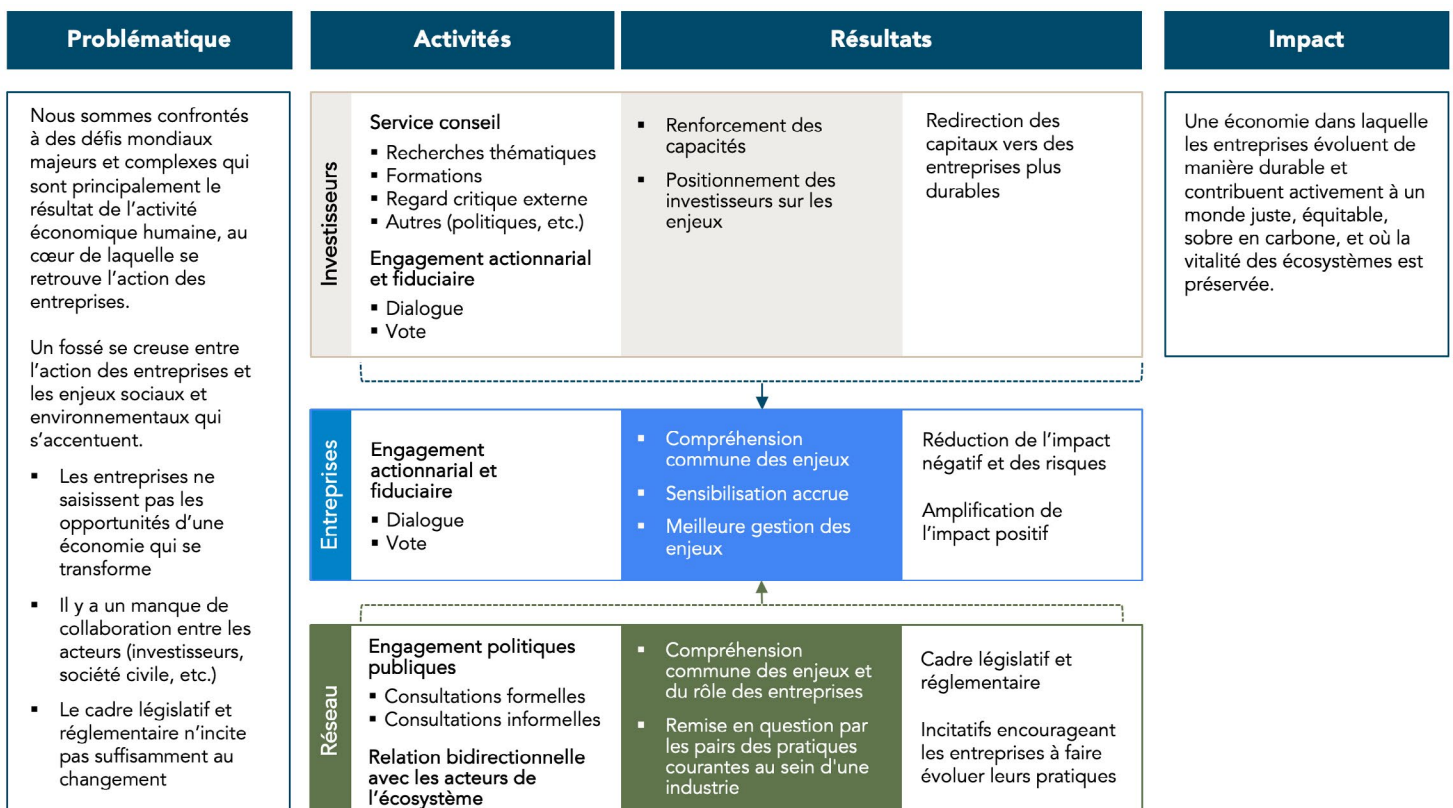 Problématique
Activités
Résultats
Impact
Nous sommes confrontés
à des défis mondiaux
majeurs et complexes qui
sont principalement le
résultat de l'activité
économique humaine, au
cœur de laquelle se
retrouve l'action des
entreprises.
Un fossé se creuse entre
l'action des entreprises et
les enjeux sociaux et
environnementaux qui
s'accentuent.
▪ Les entreprises ne
saisissent pas les
opportunités d'une
économie qui se
transforme
▪ Il y a un manque de
collaboration entre les
acteurs (investisseurs,
société civile, etc.)
▪ Le cadre législatif et
réglementaire n'incite
pas suffisamment au
changement
Investisseurs
Service conseil
▪ Recherches thématiques
▪ Formations
▪ Regard critique externe
▪ Autres (politiques, etc.)
Engagement actionnarial
et fiduciaire
▪ Dialogue
▪ Vote
▪ Renforcement des
capacités
▪ Positionnement des
investisseurs sur les
enjeux
Redirection des
capitaux vers des
entreprises plus
durables
Entreprises
Engagement
actionnarial et
fiduciaire
▪ Dialogue
▪ Vote
▪ Compréhension
commune des enjeux
▪ Sensibilisation accrue
▪ Meilleure gestion des
enjeux
Réduction de l'impact
négatif et des risques
Amplification de
l'impact positif
Réseau
Engagement politiques
publiques
▪ Consultations formelles
▪ Consultations informelles
Relation bidirectionnelle
avec les acteurs de
l'écosystème
▪ Compréhension
commune des enjeux et
du rôle des entreprises
▪ Remise en question par
les pairs des pratiques
courantes au sein d'une
industrie
Cadre législatif et
réglementaire
Incitatifs encourageant
les entreprises à faire
évoluer leurs pratiques
Une économie dans laquelle
les entreprises évoluent de
manière durable et
contribuent activement à un
monde juste, équitable,
sobre en carbone, et où la
vitalité des écosystèmes est
préservée.